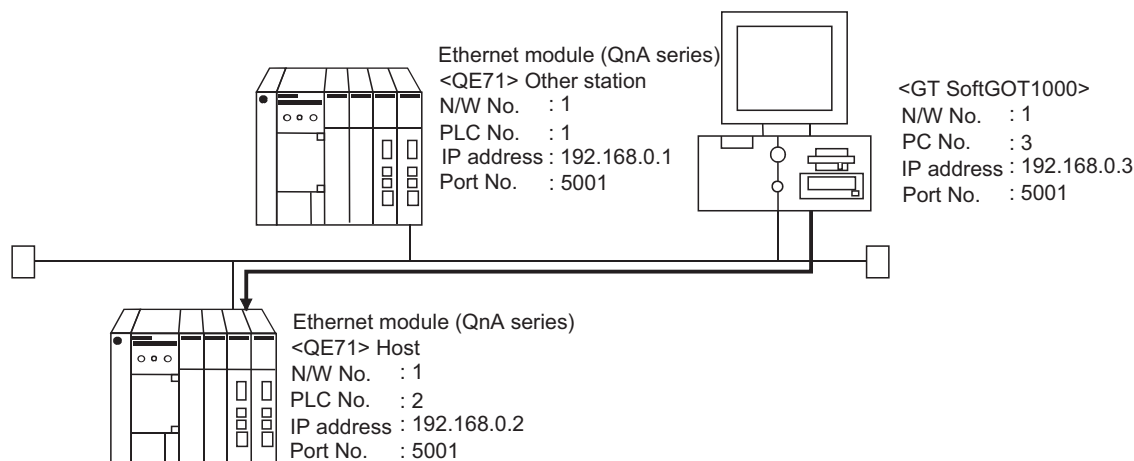 Ethernet module (QnA series)
<QE71> Other station
N/W No. : 1
PLC No. : 1
IP address : 192.168.0.1
Port No. : 5001
<GT SoftGOT1000>
N/W No. : 1
PC No. : 3
IP address : 192.168.0.3
Port No. : 5001
Ethernet module (QnA series)
<QE71> Host
N/W No. : 1
PLC No. : 2
IP address : 192.168.0.2
Port No. : 5001